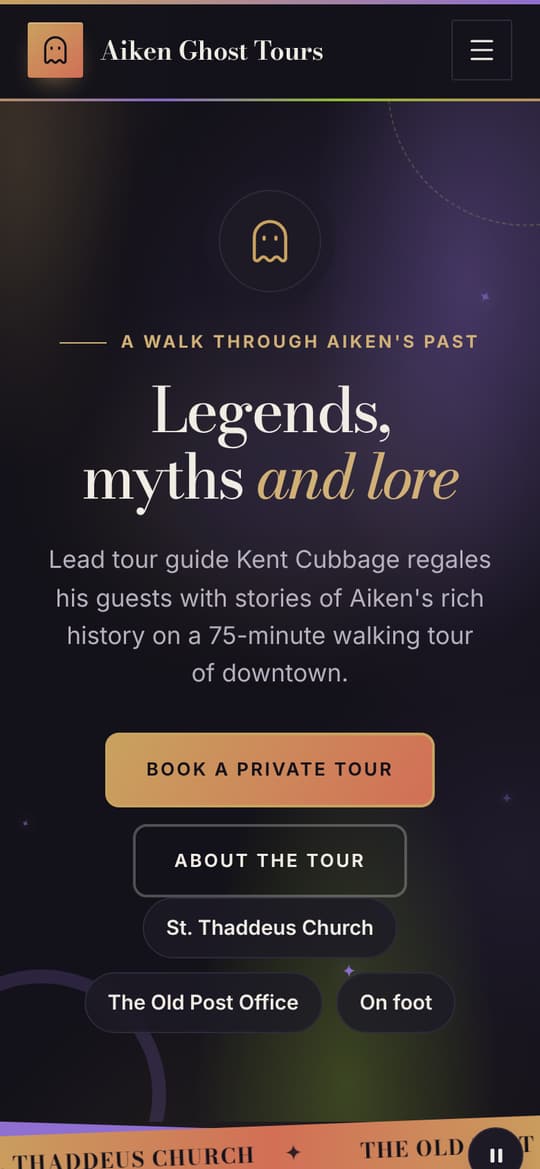 Aiken Ghost Tours
A WALK THROUGH AIKEN'S PAST
Legends,
myths and lore
Lead tour guide Kent Cubbage regales
his guests with stories of Aiken's rich
history on a 75-minute walking tour
of downtown.
BOOK A PRIVATE TOUR
ABOUT THE TOUR
St. Thaddeus Church
The Old Post Office
On foot
THADDEUS CHURCH ✦ THE OLD